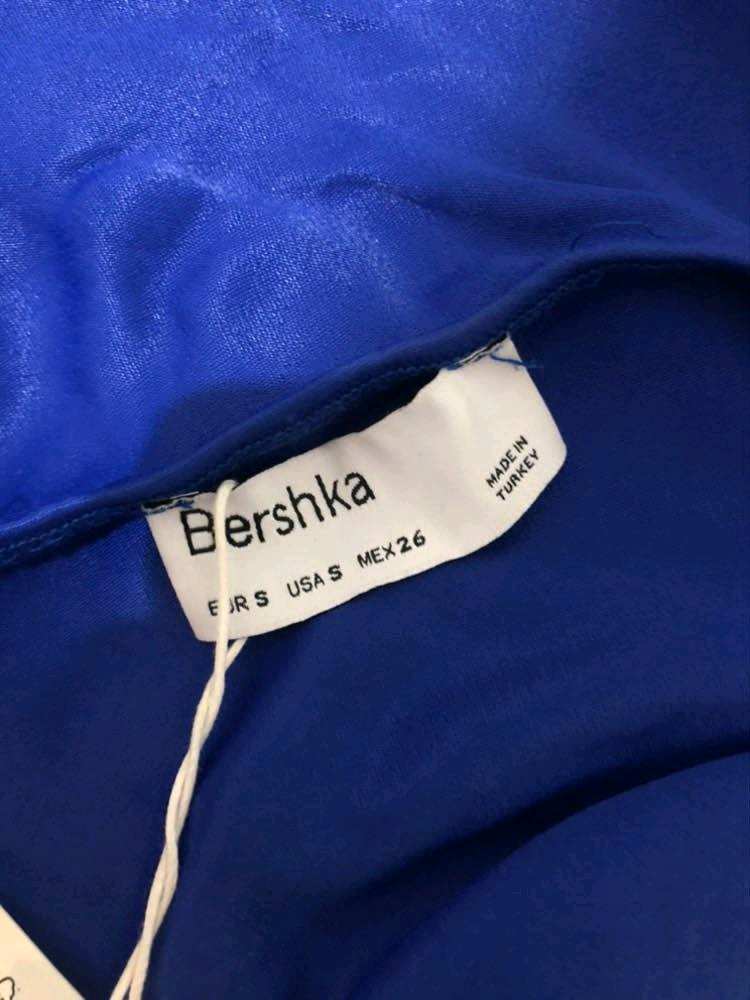 Bershka
EUR S USA S MEX 26
MADE IN
TURKEY